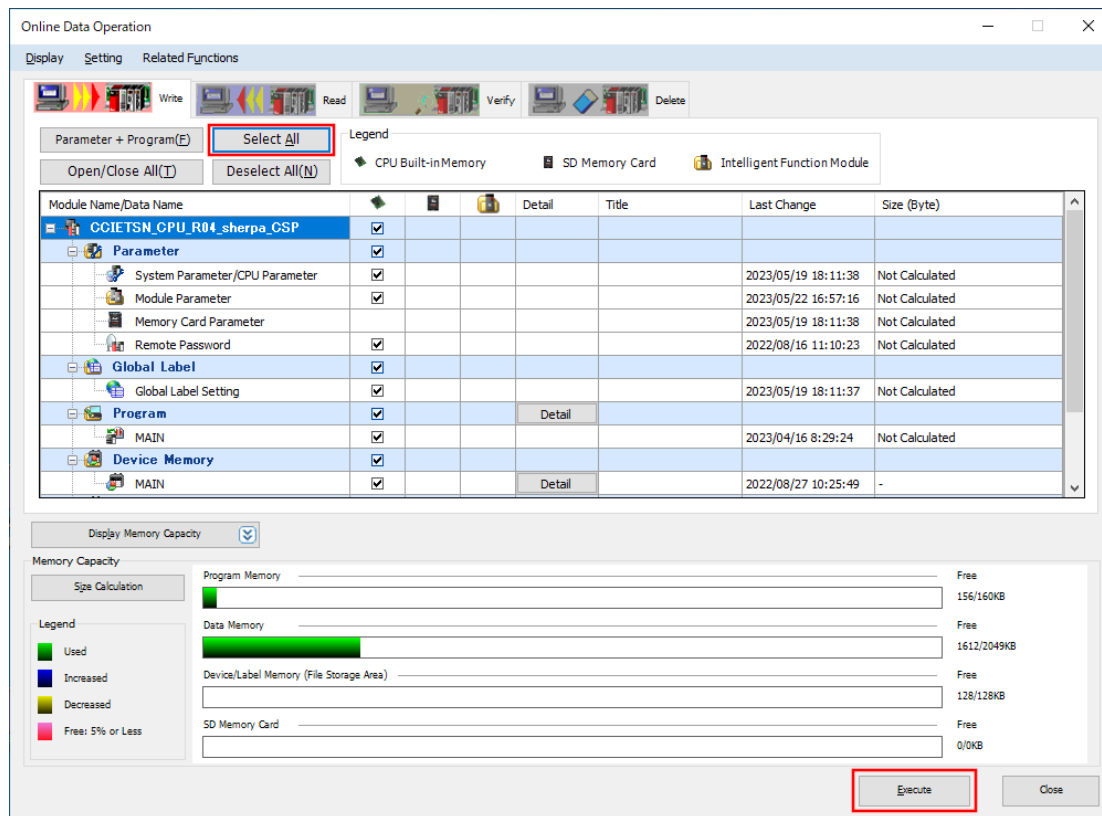 Online Data Operation
Display Setting Related Functions
Write Read Verify Delete
Parameter + Program(F) Select All Legend
CPU Built-in Memory SD Memory Card Intelligent Function Module
Open/Close All(T) Deselect All(N)
Module Name/Data Name Detail Title Last Change Size (Byte)
CCIETSN_CPU_R04_sherpa_CSP
Parameter
System Parameter/CPU Parameter 2023/05/19 18:11:38 Not Calculated
Module Parameter 2023/05/22 16:57:16 Not Calculated
Memory Card Parameter 2023/05/19 18:11:38 Not Calculated
Remote Password 2022/08/16 11:10:23 Not Calculated
Global Label
Global Label Setting 2023/05/19 18:11:37 Not Calculated
Program Detail
MAIN 2023/04/16 8:29:24 Not Calculated
Device Memory
MAIN Detail 2022/08/27 10:25:49 -
Display Memory Capacity
Memory Capacity
Size Calculation
Program Memory Free
156/160KB
Legend
Used
Increased
Decreased
Free: 5% or Less
Data Memory Free
1612/2049KB
Device/Label Memory (File Storage Area) Free
128/128KB
SD Memory Card Free
0/0KB
Execute Close